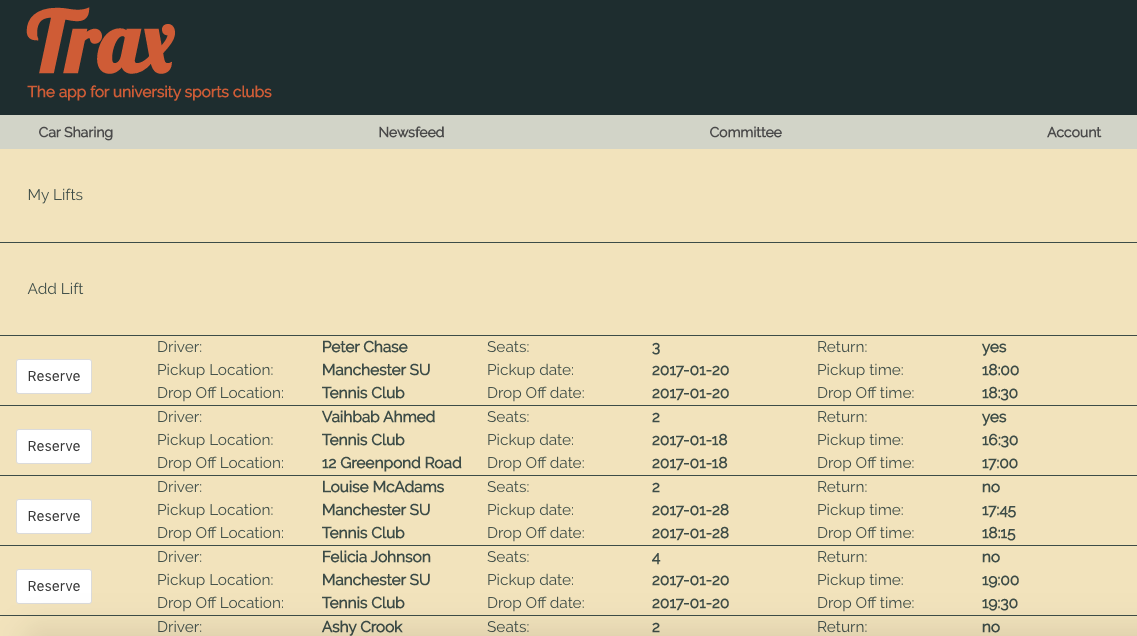 Trax
The app for university sports clubs
Car Sharing Newsfeed Committee Account
My Lifts
Add Lift
Driver: Peter Chase Seats: 3 Return: yes
Reserve
Pickup Location: Manchester SU Pickup date: 2017-01-20 Pickup time: 18:00
Drop Off Location: Tennis Club Drop Off date: 2017-01-20 Drop Off time: 18:30
Driver: Vaihbab Ahmed Seats: 2 Return: yes
Reserve
Pickup Location: Tennis Club Pickup date: 2017-01-18 Pickup time: 16:30
Drop Off Location: 12 Greenpond Road Drop Off date: 2017-01-18 Drop Off time: 17:00
Driver: Louise McAdams Seats: 2 Return: no
Reserve
Pickup Location: Manchester SU Pickup date: 2017-01-28 Pickup time: 17:45
Drop Off Location: Tennis Club Drop Off date: 2017-01-28 Drop Off time: 18:15
Driver: Felicia Johnson Seats: 4 Return: no
Reserve
Pickup Location: Manchester SU Pickup date: 2017-01-20 Pickup time: 19:00
Drop Off Location: Tennis Club Drop Off date: 2017-01-20 Drop Off time: 19:30
Driver: Ashy Crook Seats: 2 Return: no